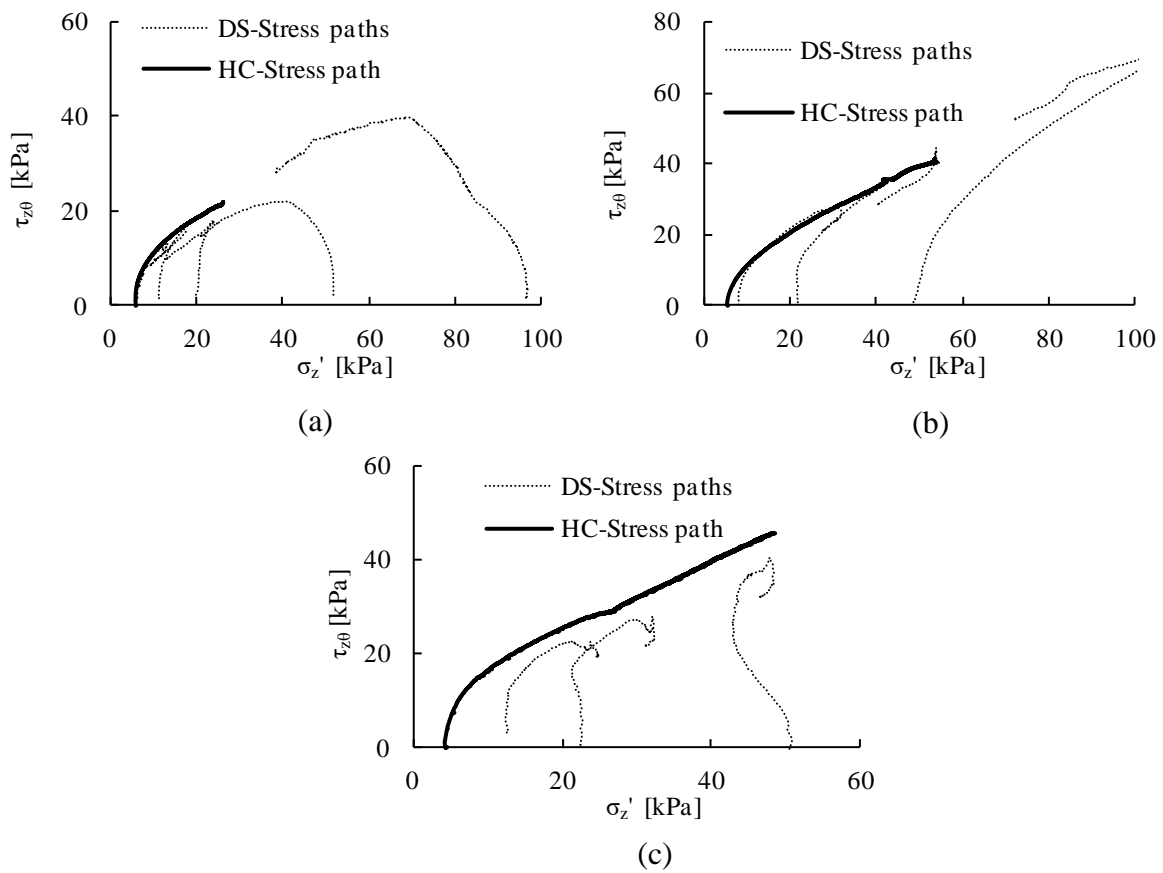 60
DS-Stress paths
HC-Stress path
40
τzθ [kPa]
20
0
0 20 40 60 80 100
σz' [kPa]
(a)
80
DS-Stress paths
60
HC-Stress path
40
τzθ [kPa]
20
0
0 20 40 60 80 100
σz' [kPa]
(b)
60
DS-Stress paths
HC-Stress path
40
τzθ [kPa]
20
0
0 20 40 60
σz' [kPa]
(c)